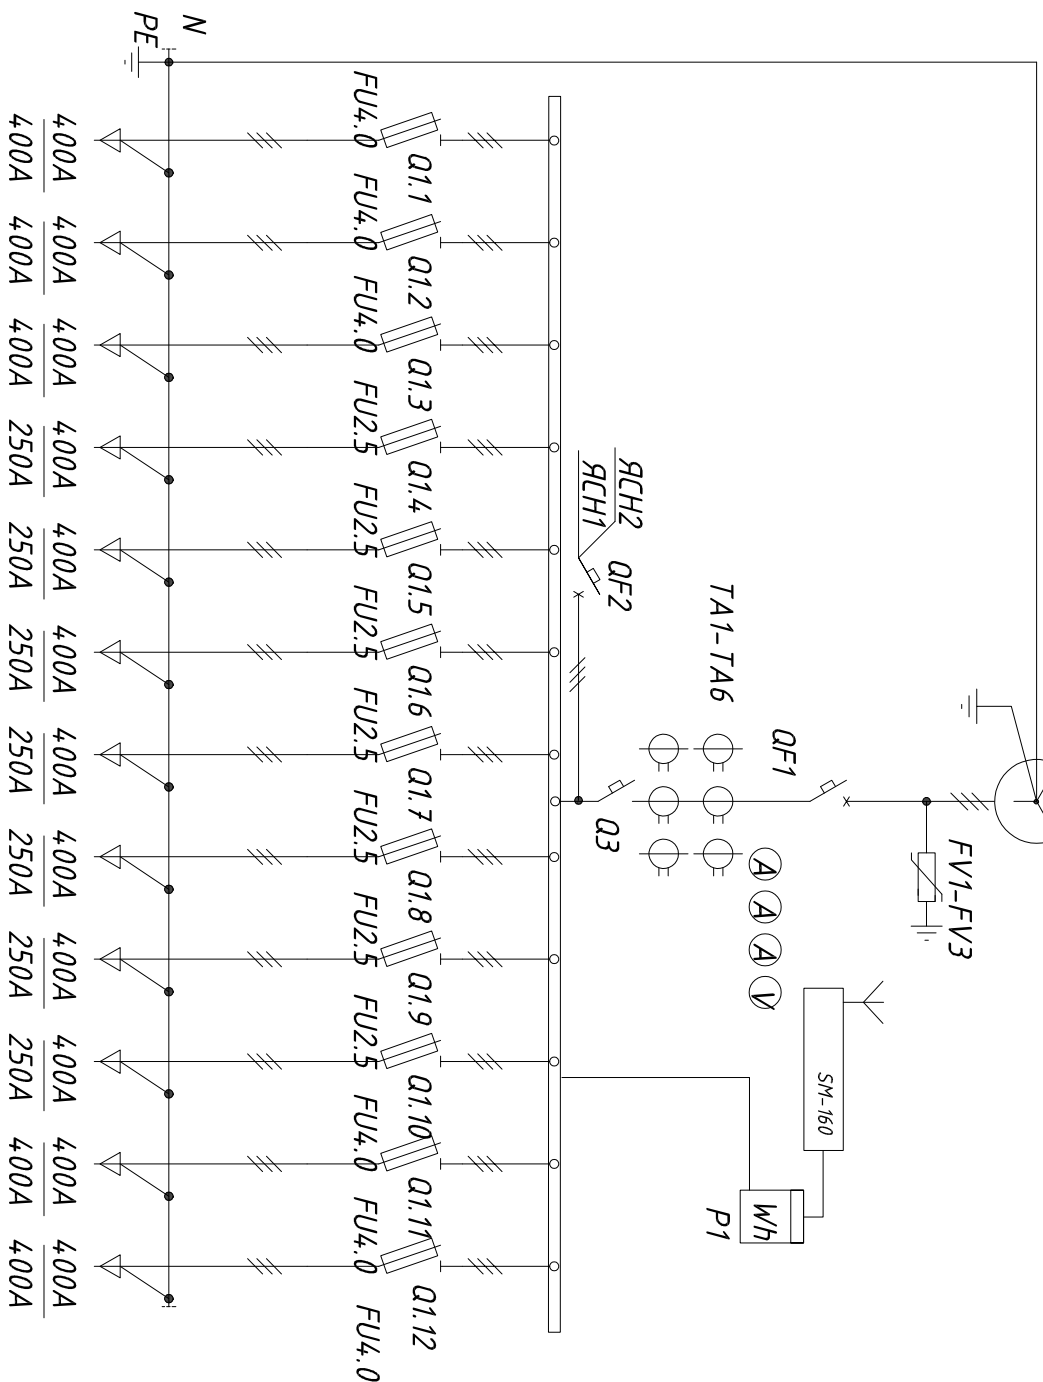 FV1-FV3
SM-160
QF1
A A A V
Wh
TA1-TA6
P1
ЯСН2
QF2
Q3
ЯСН1
Q1.1 Q1.2 Q1.3 Q1.4 Q1.5 Q1.6 Q1.7 Q1.8 Q1.9 Q1.10 Q1.11 Q1.12
FU4.0 FU4.0 FU4.0 FU2.5 FU2.5 FU2.5 FU2.5 FU2.5 FU2.5 FU2.5 FU4.0 FU4.0 FU4.0
N
PE
400A 400A 400A 400A 400A 400A 400A 400A 400A 400A 400A 400A
400A 400A 400A 250A 250A 250A 250A 250A 250A 250A 400A 400A